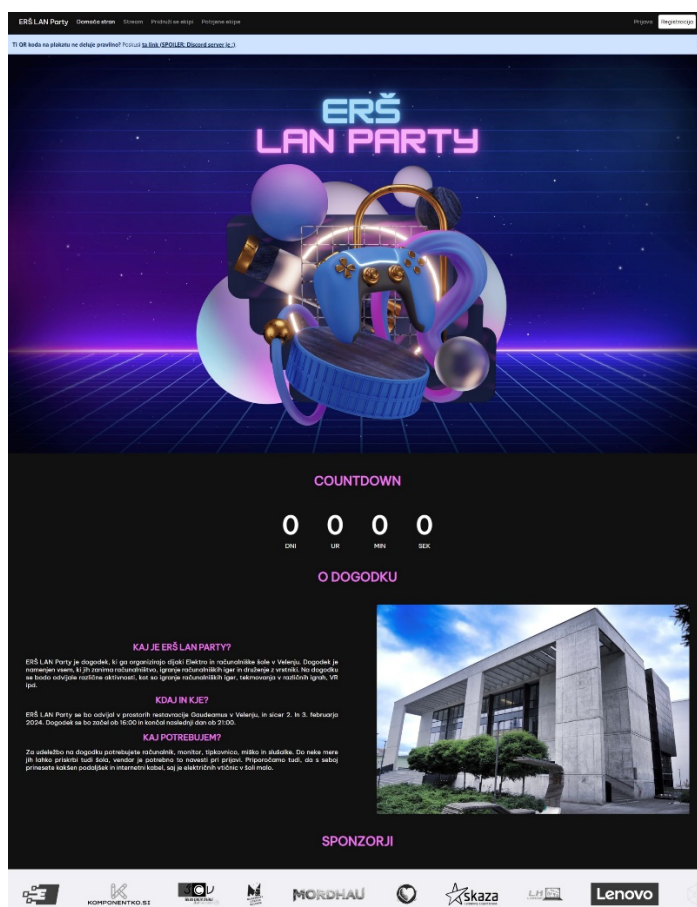 ERŠ LAN Party Domača stran Stream Pridruži se ekipi Potrjene ekipe Prijava Registracija
Ti QR koda na plakatu ne deluje pravilno? Poskusi ta link (SPOILER: Discord server je :).
ERŠ
LAN PARTY
COUNTDOWN
0 0 0 0
DNI UR MIN SEK
O DOGODKU
KAJ JE ERŠ LAN PARTY?
ERŠ LAN Party je dogodek, ki ga organizirajo dijaki Elektro in računalniške šole v Velenju. Dogodek je
namenjen vsem, ki jih zanima računalništvo, igranje računalniških iger in druženje z vrstniki. Na dogodku
se bodo odvijale različne aktivnosti, kot so igranje računalniških iger, tekmovanja v različnih igrah, VR
ipd.
KDAJ IN KJE?
ERŠ LAN Party se bo odvijal v prostorih restavracije Gaudeamus v Velenju, in sicer 2. in 3. februarja
2024. Dogodek se bo začel ob 16:00 in končal naslednji dan ob 21:00.
KAJ POTREBUJEM?
Za udeležbo na dogodku potrebujete računalnik, monitor, tipkovnico, miško in slušalke. Do neke mere
jih lahko priskrbi tudi šola, vendar je potrebno to navesti pri prijavi. Priporočamo tudi, da s seboj
prinesete kakšen podaljšek in internetni kabel, saj je električnih vtičnic v šoli malo.
SPONZORJI
KOMPONENTKO.SI MORDHAU skaza LH Lenovo